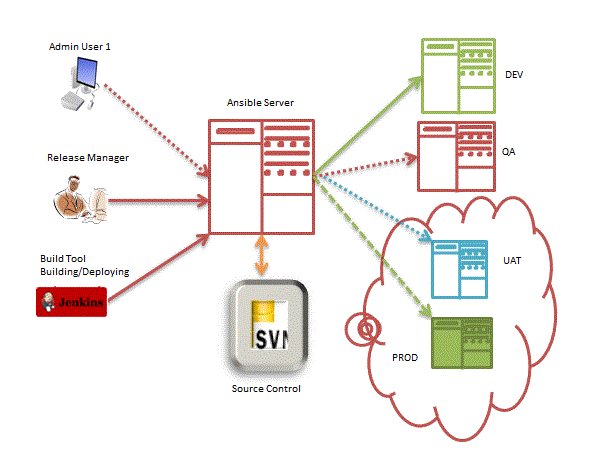 Admin User 1
Ansible Server
DEV
QA
Release Manager
Build Tool
Building/Deploying
Jenkins
UAT
SVN
PROD
Source Control